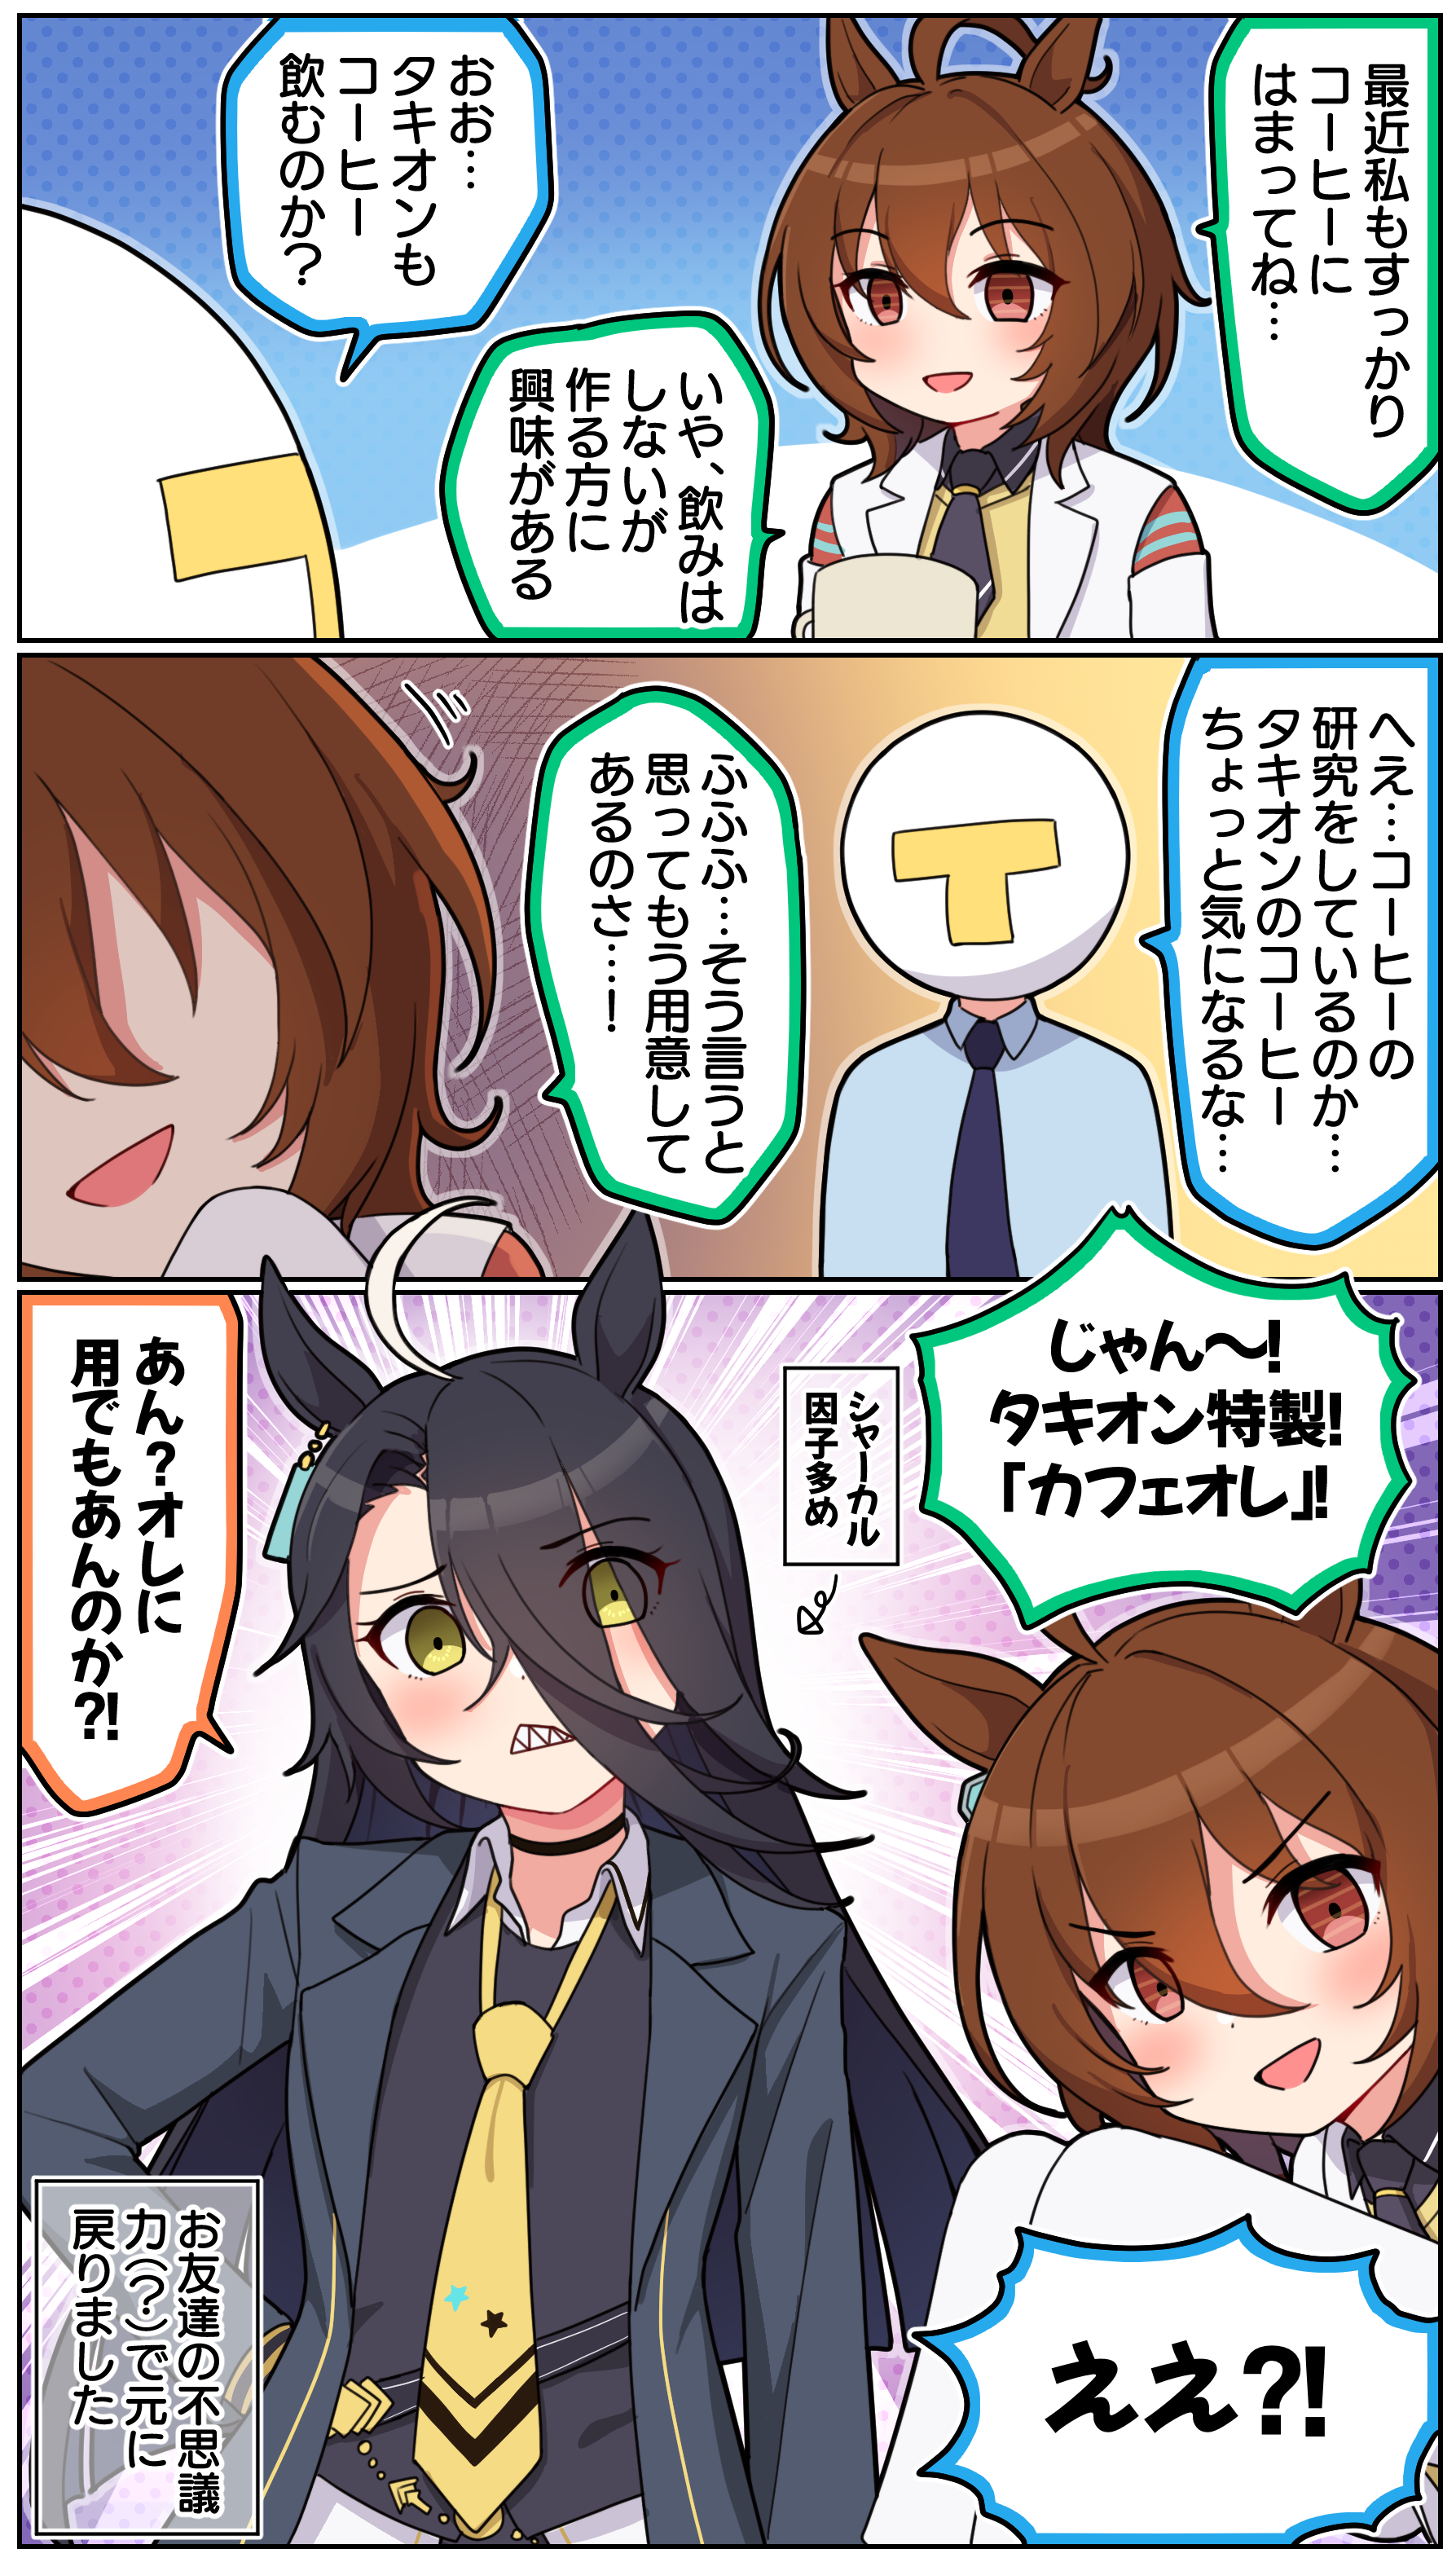 最近私もすっかり
コーヒーに
はまってね…
おお…
タキオンも
コーヒー
飲むのか？
いや、飲みは
しないが
作る方に
興味がある
へえ…コーヒーの
研究をしているのか…
タキオンのコーヒー
ちょっと気になるな…
ふふふ…そう言うと
思ってもう用意して
あるのさ……！
じゃん～！
タキオン特製！
「カフェオレ」！
シャーカル
因子多め
あん？オレに
用でもあんのか？！
ええ？！
お友達の不思議
力（？）で元に
戻りました